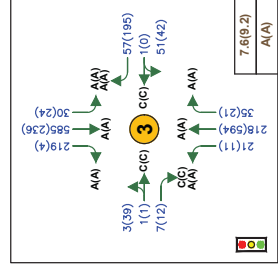 57(195)
1(0)
51(42)
30(24)
585(236)
219(4)
A(A)
A(A)
A(A)
A(A)
C(C)
3
C(C)
A(A)
A(A)
C(C)
A(A)
3(39)
1(1)
7(12)
35(21)
218(594)
21(11)
7.6(9.2)
A(A)